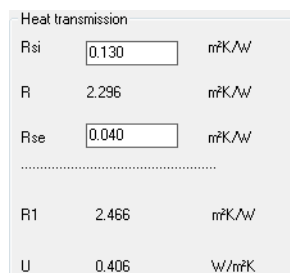 Heat transmission
Rsi 0.130 m²K/W
R 2.296 m²K/W
Rse 0.040 m²K/W
R1 2.466 m²K/W
U 0.406 W/m²K